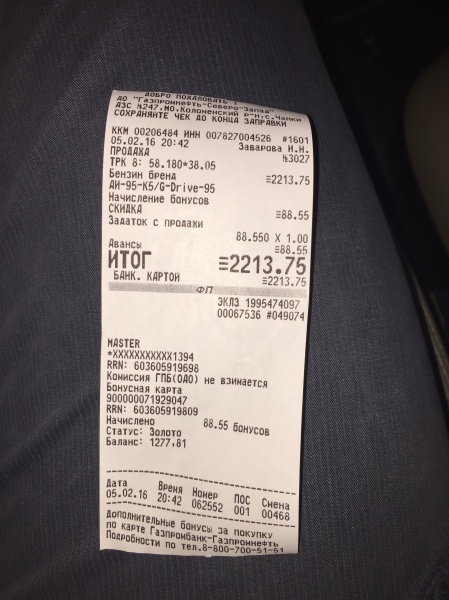 ДОБРО ПОЖАЛОВАТЬ !
АО "Газпромнефть-Северо-Запад"
АЗС №247,МО,Коломенский Р-Н,с.Чанки
СОХРАНЯЙТЕ ЧЕК ДО КОНЦА ЗАПРАВКИ
ККМ 00206484 ИНН 007827004526 #1601
05.02.16 20:42 Заварова И.Н.
ПРОДАЖА №3027
ТРК 8: 58.180*38.05
Бензин бренд ≡2213.75
АИ-95-К5/G-Drive-95
Начисление бонусов
СКИДКА ≡88.55
Задаток с продажи
88.550 X 1.00
Авансы ≡88.55
ИТОГ ≡2213.75
БАНК. КАРТОЙ ≡2213.75
ФП
ЭКЛЗ 1995474097
00067536 #049074
MASTER
*XXXXXXXXXXX1394
RRN: 603605919698
Комиссия ГПБ(ОАО) не взимается
Бонусная карта
900000071929047
RRN: 603605919809
Начислено 88.55 бонусов
Статус: Золото
Баланс: 1277.81
Дата Время Номер ПОС Смена
05.02.16 20:42 062552 001 00468
Дополнительные бонусы за покупку
по карте Газпромбанк-Газпромнефть
Подробности по тел.8-800-700-51-51